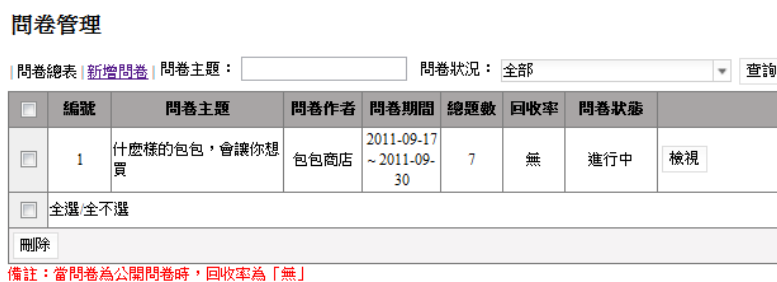 問卷管理
|問卷總表|新增問卷|問卷主題： 問卷狀況： 全部 查詢
編號 問卷主題 問卷作者 問卷期間 總題數 回收率 問卷狀態
1 什麼樣的包包，會讓你想買 包包商店 2011-09-17 ~ 2011-09-30 7 無 進行中 檢視
全選/全不選
刪除
備註：當問卷為公開問卷時，回收率為「無」